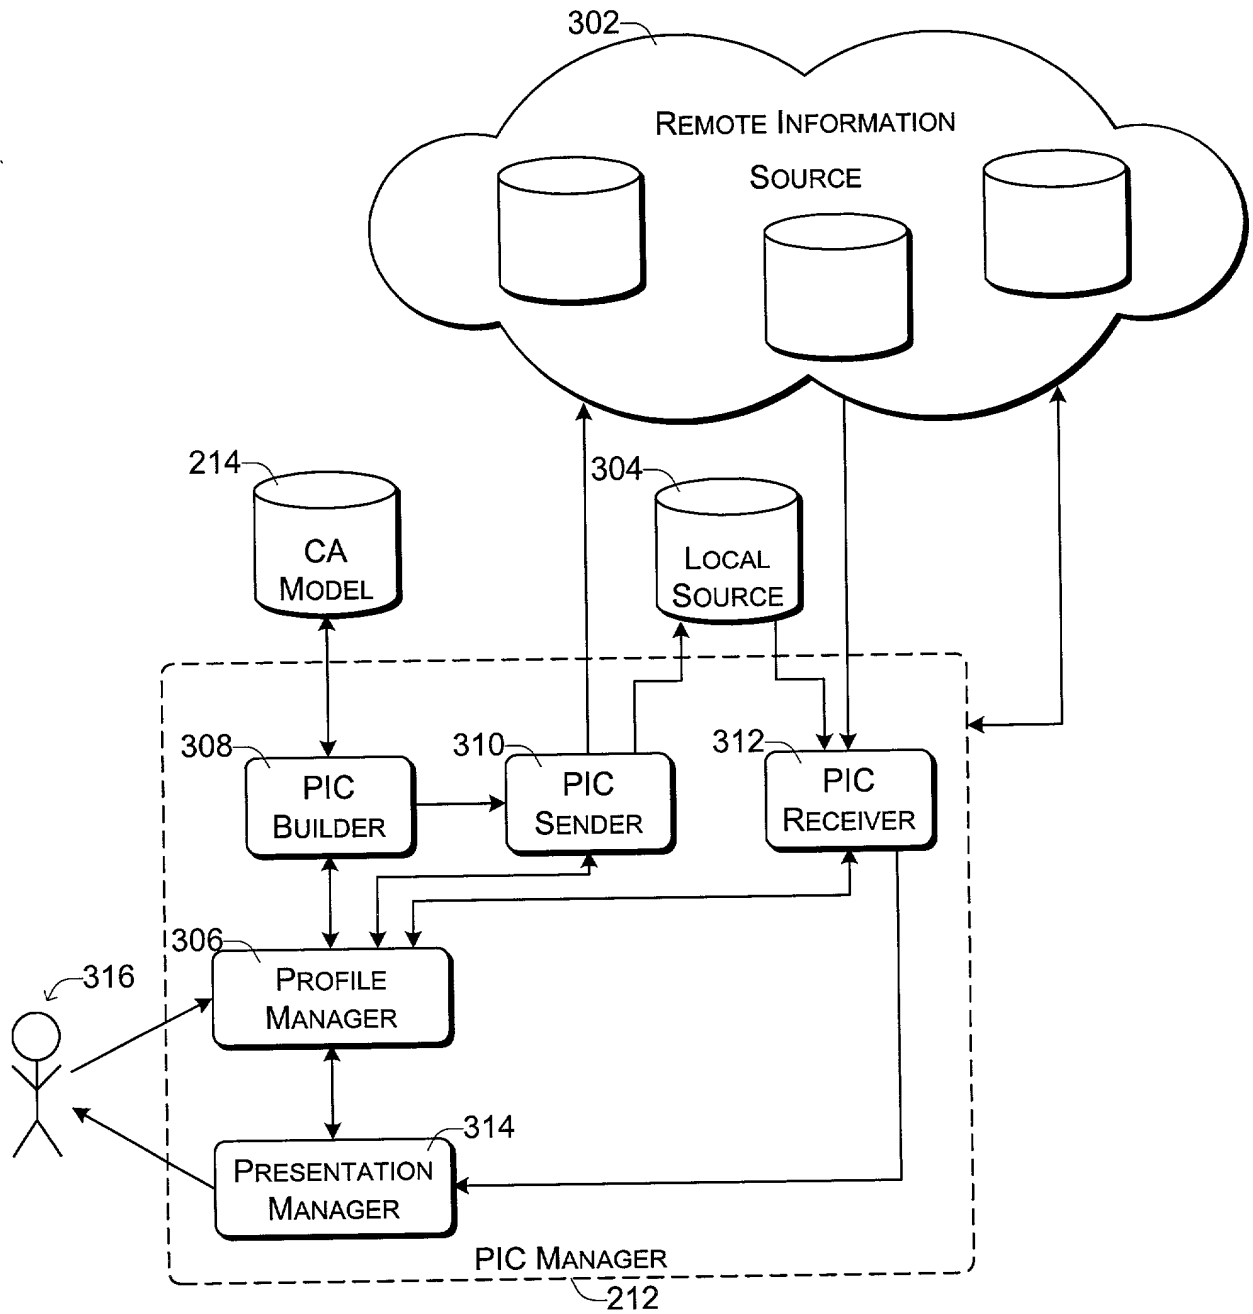 302
REMOTE INFORMATION
SOURCE
214
304
CA
MODEL
LOCAL
SOURCE
308
310
312
PIC
BUILDER
PIC
SENDER
PIC
RECEIVER
306
316
PROFILE
MANAGER
314
PRESENTATION
MANAGER
PIC MANAGER
212